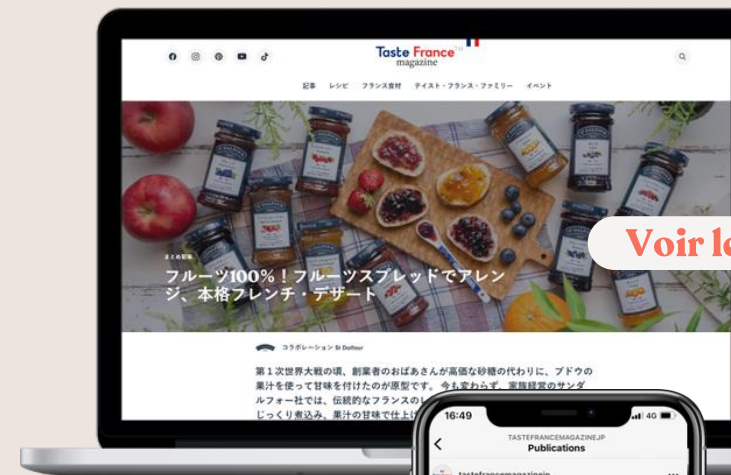 Taste France
magazine
記事 レシピ フランス食材 テイスト・フランス・ファミリー イベント
まとめ記事
フルーツ100%！フルーツスプレッドでアレン
ジ、本格フレンチ・デザート
Voir
コラボレーション St Dalfour
第１次世界大戦の頃、創業者のおばあさんが高価な砂糖の代わりに、ブドウの
果汁を使って甘味を付けたのが原型です。 今も変わらず、家族経営のサンダ
ルフォー社では、伝統的なフランスの
じっくり煮込み、果汁の甘味で仕上げ
16:49
4G
TASTEFRANCEMAGAZINEJP
Publications
tastefrancemagazinejp